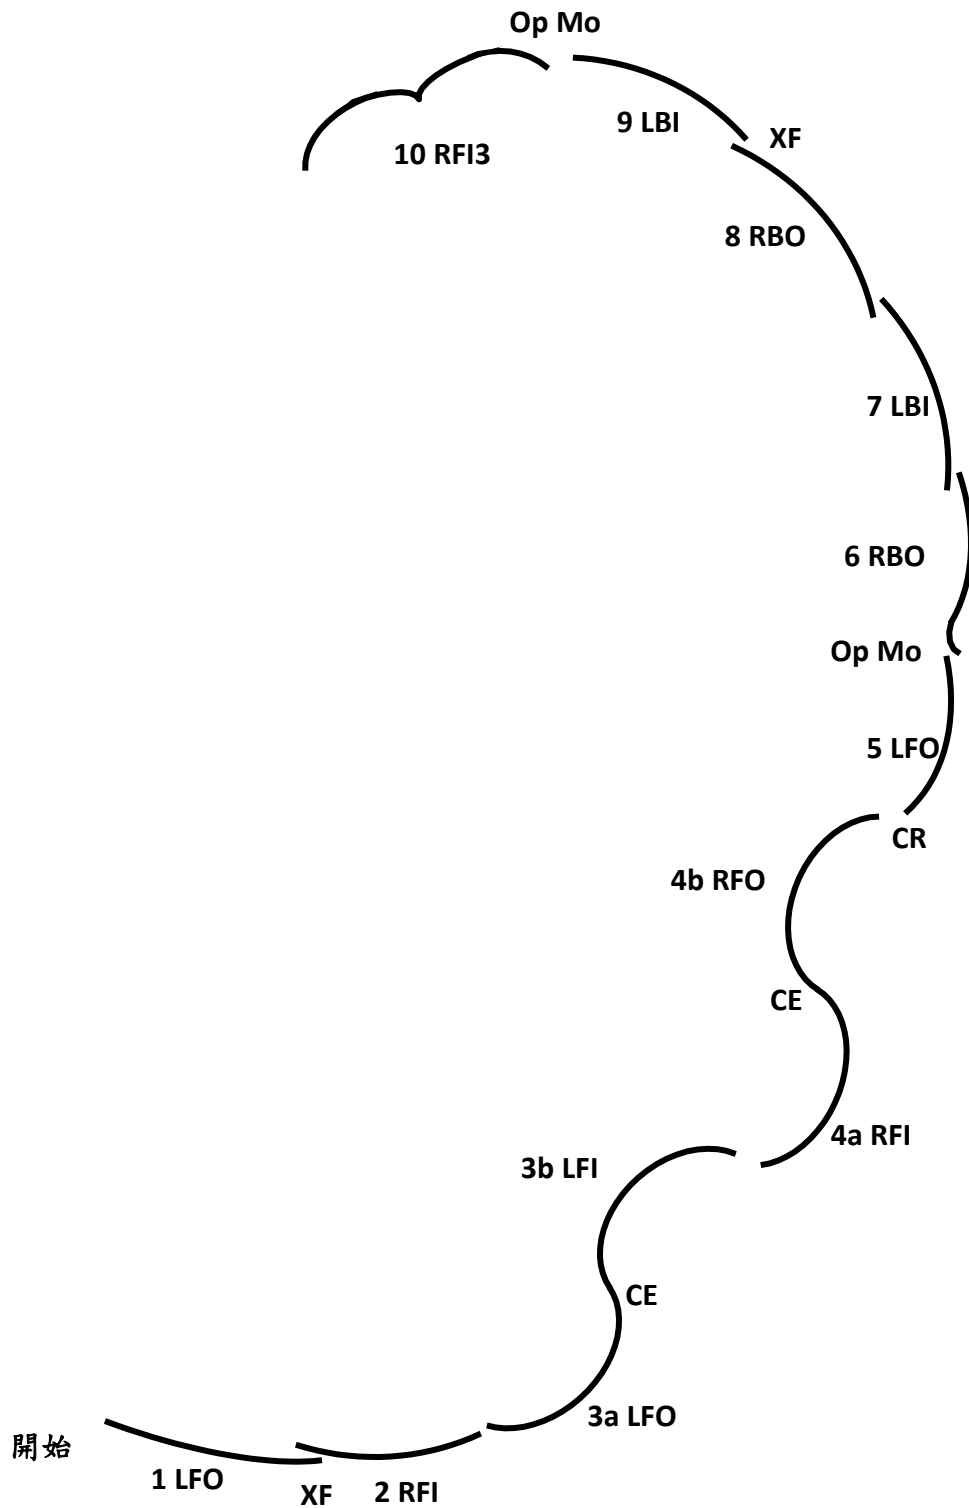 Op Mo
9 LBI
XF
10 RFI3
8 RBO
7 LBI
6 RBO
Op Mo
5 LFO
CR
4b RFO
CE
4a RFI
3b LFI
CE
3a LFO
開始
1 LFO
XF
2 RFI